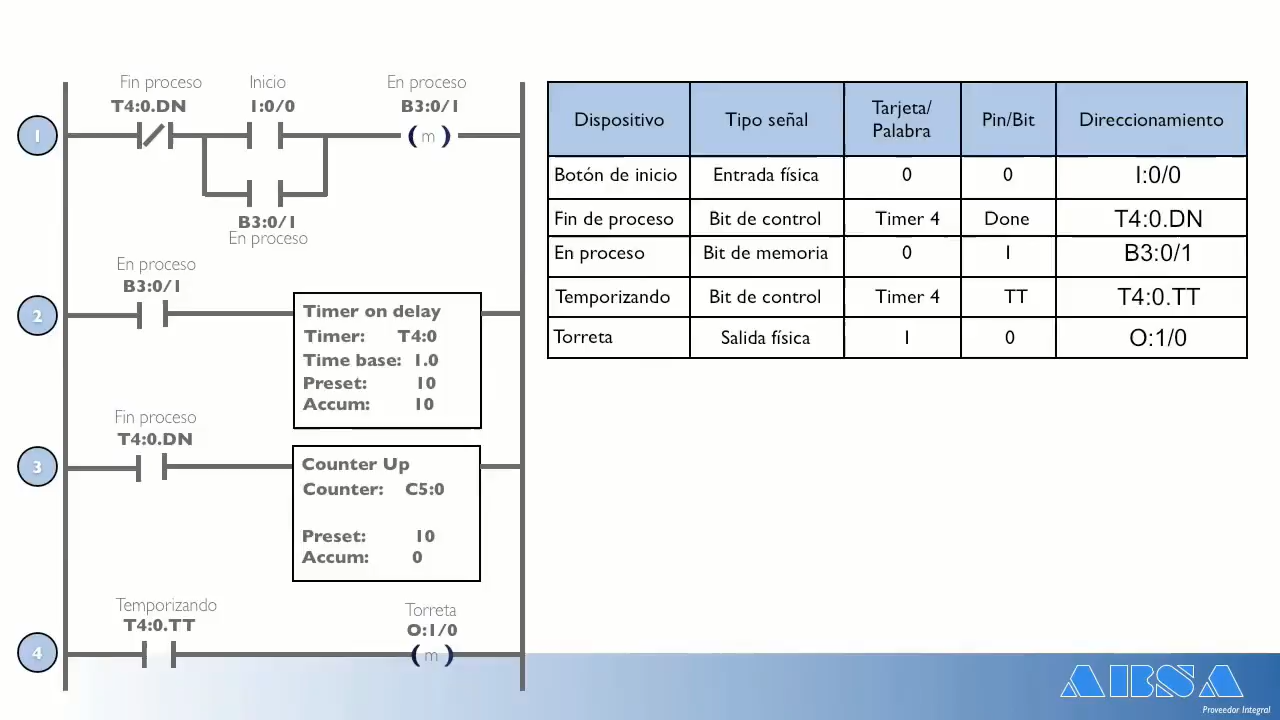 Fin proceso
Inicio
En proceso
T4:0.DN
1:0/0
B3:0/1
1
( m )
B3:0/1
En proceso
En proceso
B3:0/1
2
Timer on delay
Timer: T4:0
Time base: 1.0
Preset: 10
Accum: 10
Fin proceso
T4:0.DN
3
Counter Up
Counter: C5:0
Preset: 10
Accum: 0
Temporizando
T4:0.TT
Torreta
O:1/0
4
( m )
Dispositivo Tipo señal Tarjeta/ Palabra Pin/Bit Direccionamiento
Botón de inicio Entrada física 0 0 I:0/0
Fin de proceso Bit de control Timer 4 Done T4:0.DN
En proceso Bit de memoria 0 1 B3:0/1
Temporizando Bit de control Timer 4 TT T4:0.TT
Torreta Salida física 1 0 O:1/0
ABSA
Proveedor Integral